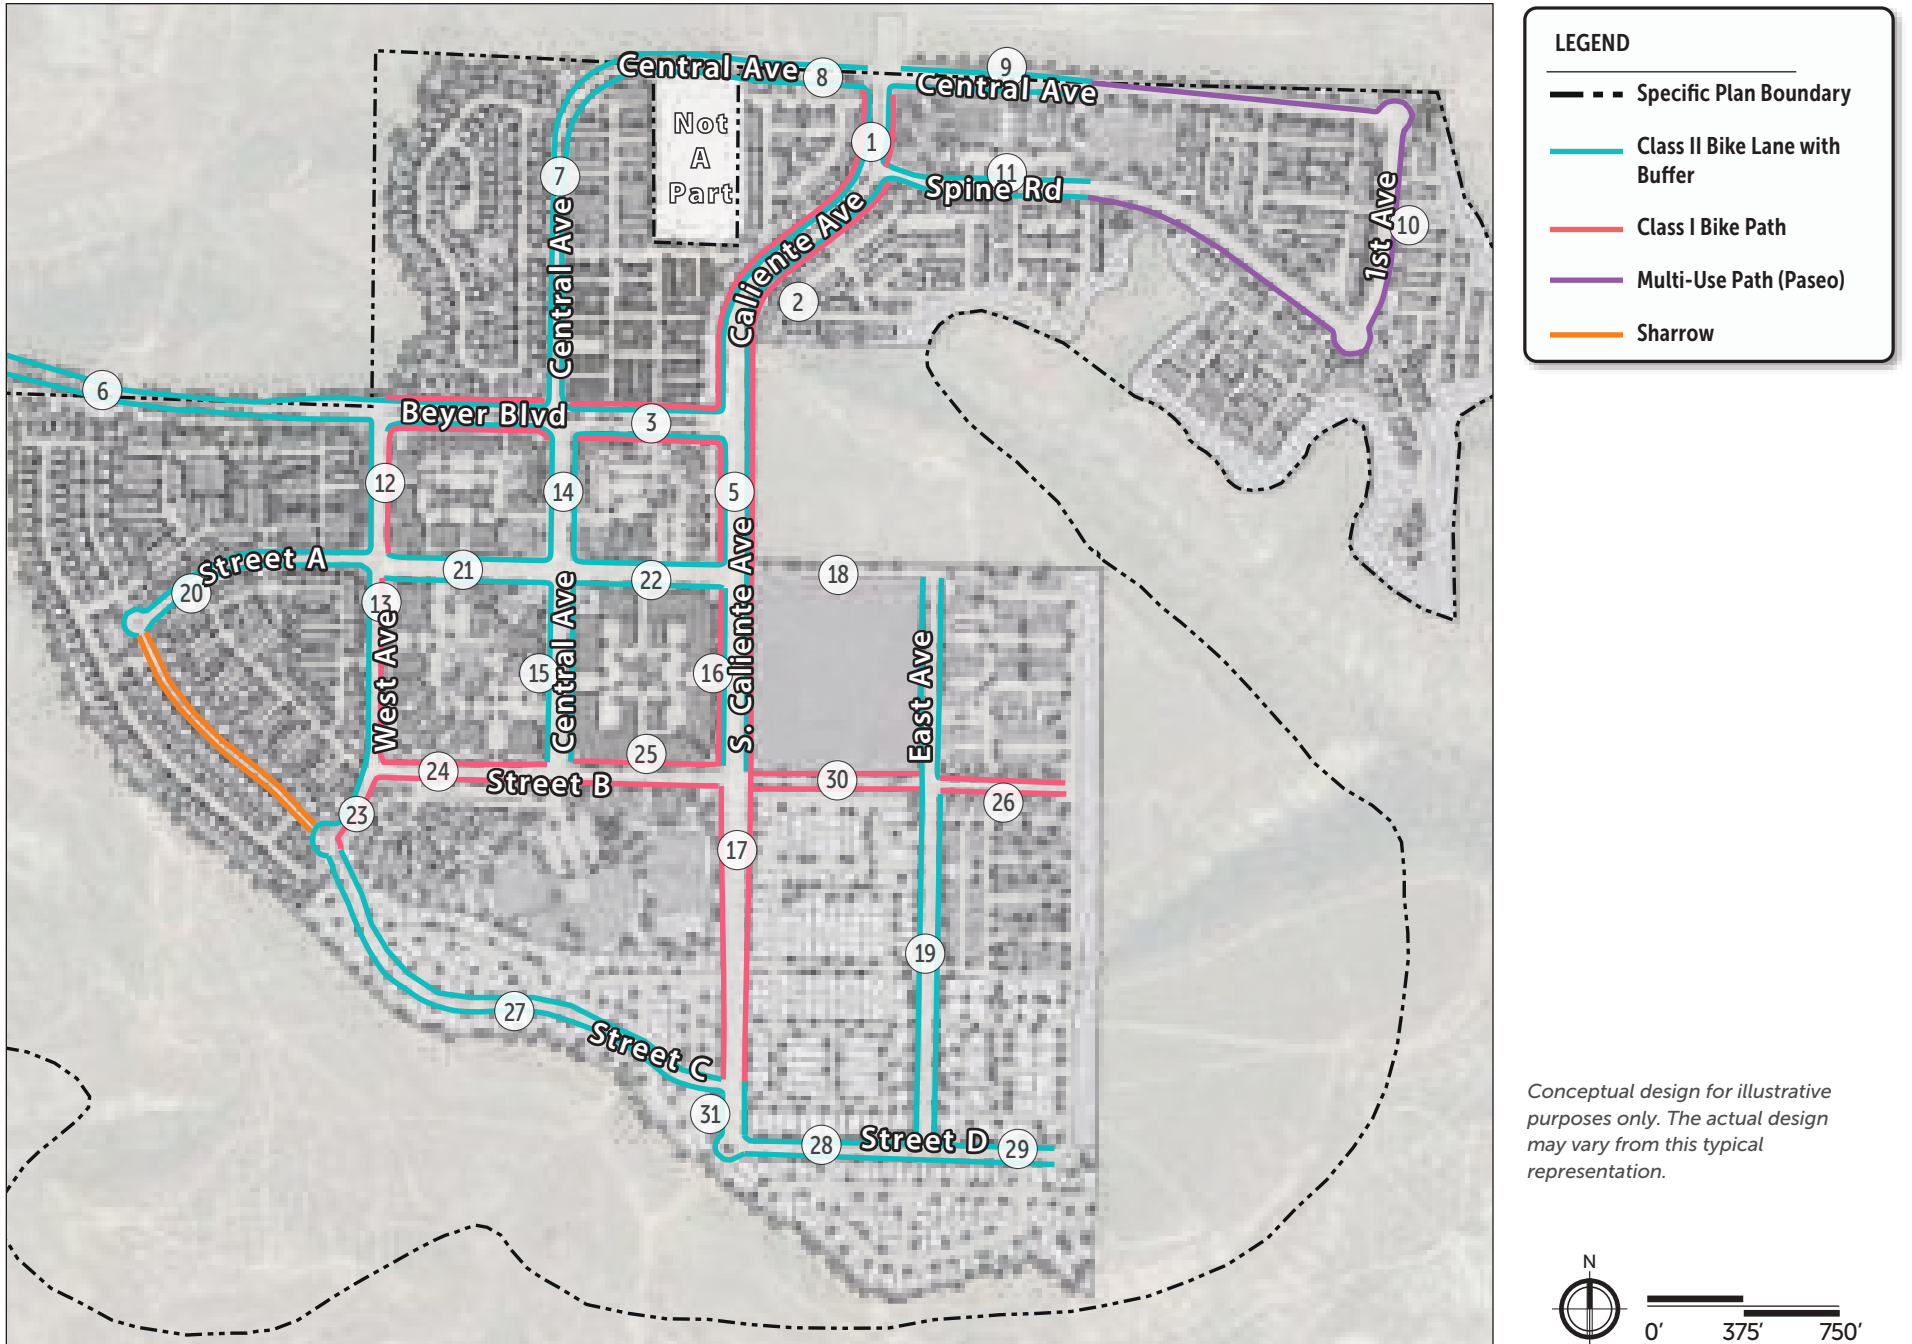 Central Ave
8
9
Central Ave
Not
A
Part
1
7
11
Spine Rd
Caliente Ave
1st Ave
10
Central Ave
2
6
Beyer Blvd
3
12
14
5
Street A
21
22
18
20
13
West Ave
15
Central Ave
16
S. Caliente Ave
East Ave
24
Street B
25
30
26
23
17
19
27
Street C
31
28
Street D
29
LEGEND
Specific Plan Boundary
Class II Bike Lane with
Buffer
Class I Bike Path
Multi-Use Path (Paseo)
Sharrow
Conceptual design for illustrative
purposes only. The actual design
may vary from this typical
representation.
N
0' 375' 750'